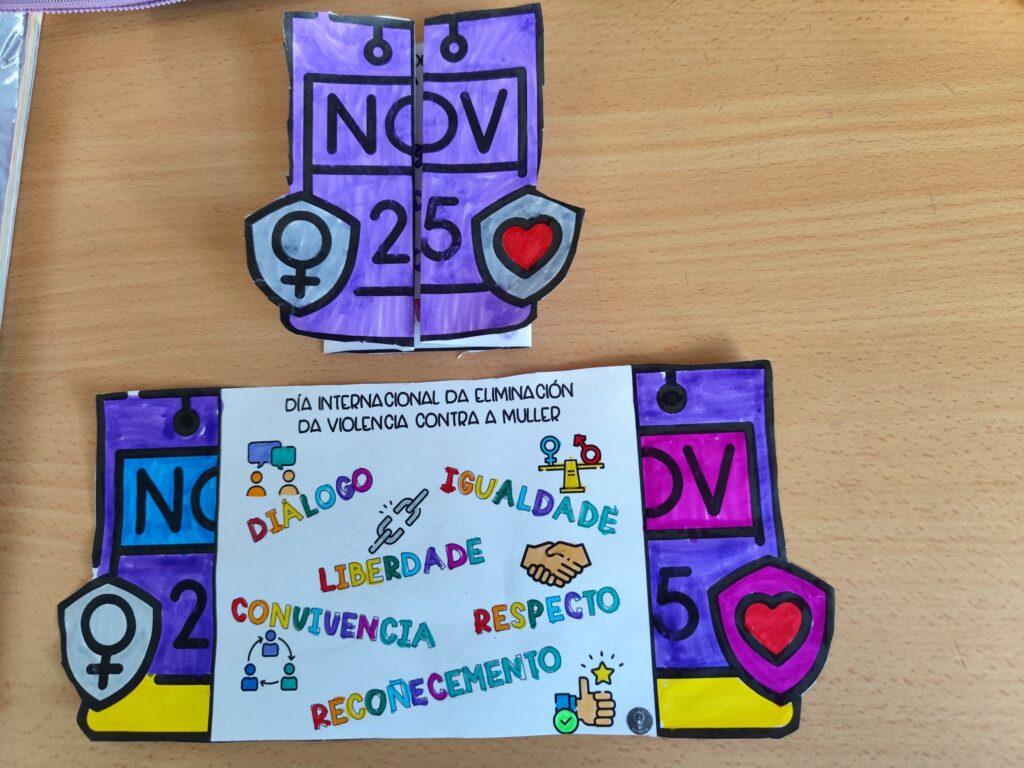 NOV
25
DÍA INTERNACIONAL DA ELIMINACIÓN
DA VIOLENCIA CONTRA A MULLER
DIÁLOGO
IGUALDADE
LIBERDADE
CONVIVENCIA
RESPECTO
RECOÑECEMENTO
NO
OV
2
5